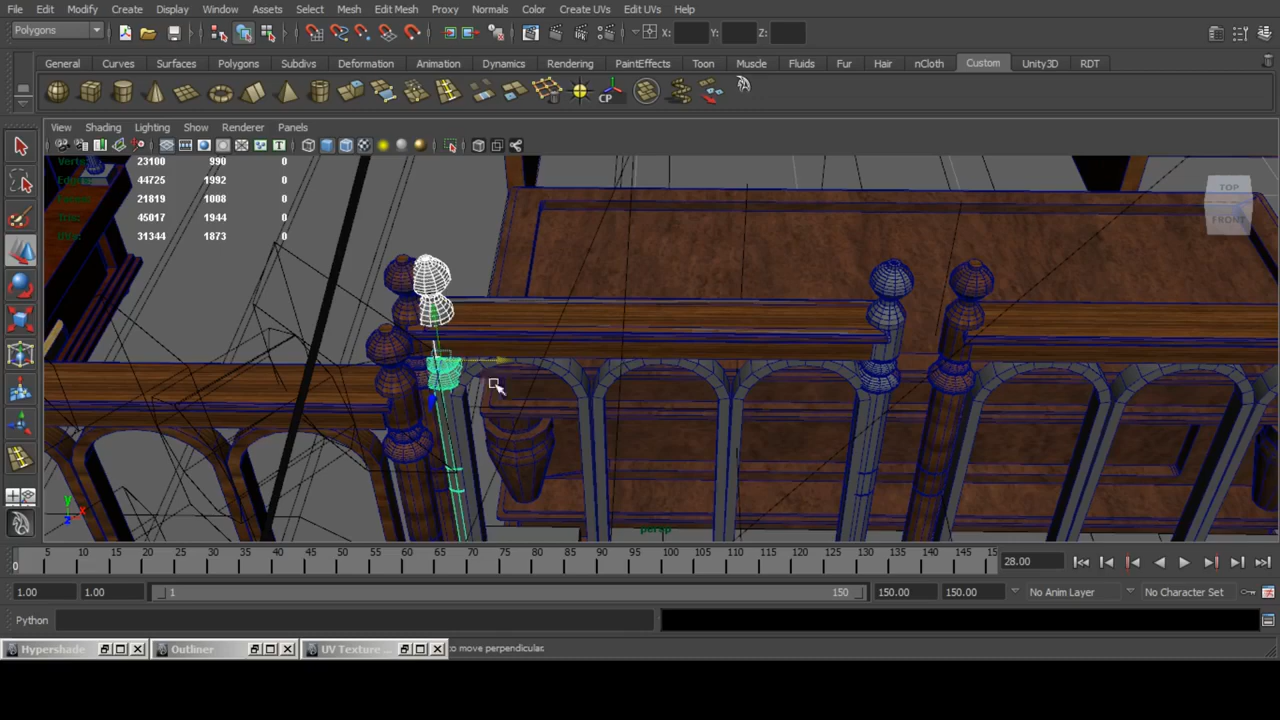 File Edit Modify Create Display Window Assets Select Mesh Edit Mesh Proxy Normals Color Create UVs Edit UVs Help
Polygons X: Y: Z:
General Curves Surfaces Polygons Subdivs Deformation Animation Dynamics Rendering PaintEffects Toon Muscle Fluids Fur Hair nCloth Custom Unity3D RDT
CP
View Shading Lighting Show Renderer Panels
23100 990 0
44725 1992 0
21819 1008 0
45017 1944 0
31344 1873 0
TOP
FRONT
persp
y
z
x
0 5 10 15 20 25 30 35 40 45 50 55 60 65 70 75 80 85 90 95 100 105 110 115 120 125 130 135 140 145 15 28.00
1.00 1.00 1 150 150.00 150.00 No Anim Layer No Character Set
Python
Hypershade Outliner UV Texture ... to move perpendicular.